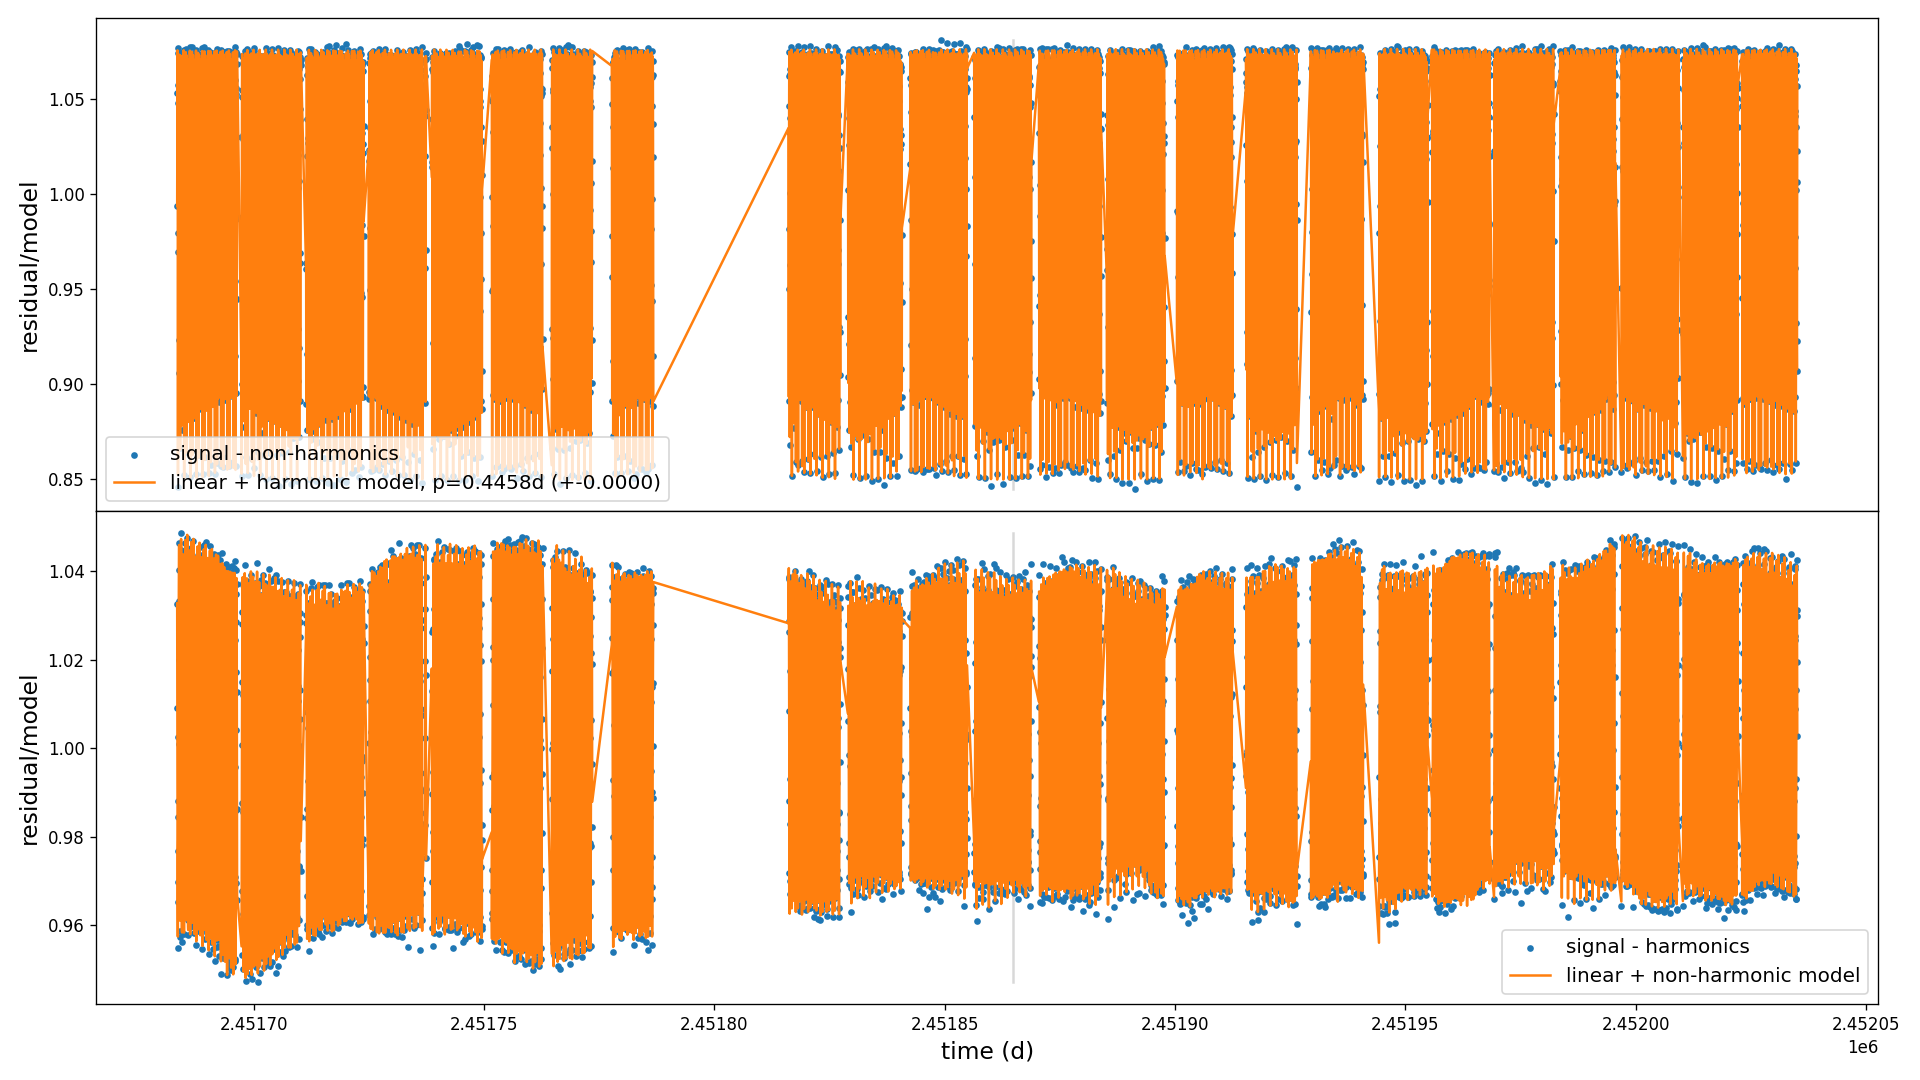 1.05
1.00
0.95
0.90
0.85
residual/model
signal - non-harmonics
linear + harmonic model, p=0.4458d (+-0.0000)
1.04
1.02
1.00
0.98
0.96
residual/model
signal - harmonics
linear + non-harmonic model
2.45170
2.45175
2.45180
2.45185
2.45190
2.45195
2.45200
2.45205
time (d)
1e6